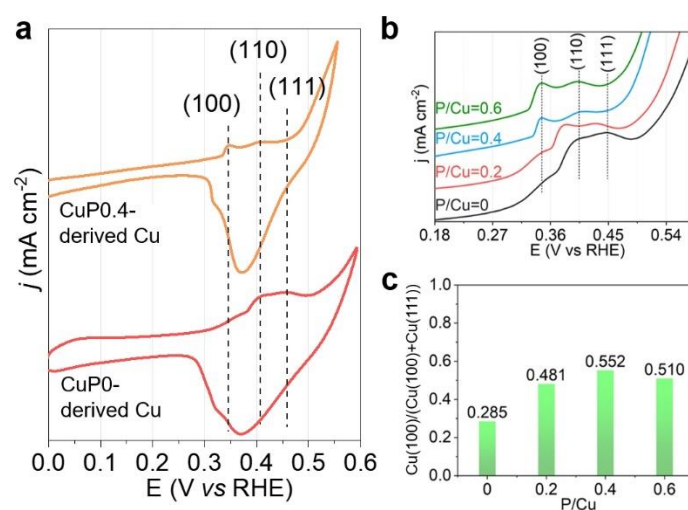 a
(110)
(100)
(111)
CuP0.4-
derived Cu
CuP0-
derived Cu
j (mA cm⁻²)
0.0 0.1 0.2 0.3 0.4 0.5 0.6
E (V vs RHE)
b
(100)
(110)
(111)
P/Cu=0.6
P/Cu=0.4
P/Cu=0.2
P/Cu=0
j (mA cm⁻²)
0.18 0.27 0.36 0.45 0.54
E (V vs RHE)
c
Cu(100)/(Cu(100)+Cu(111))
1.0
0.8
0.6
0.4
0.2
0.0
0.285
0.481
0.552
0.510
0 0.2 0.4 0.6
P/Cu